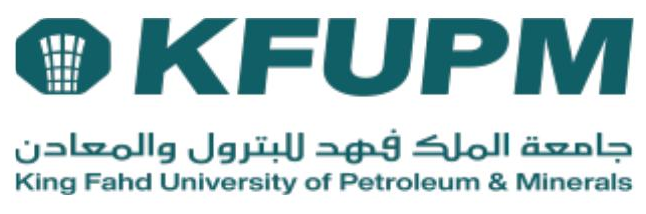 KFUPM
جامعة الملك فهد للبترول والمعادن
King Fahd University of Petroleum & Minerals